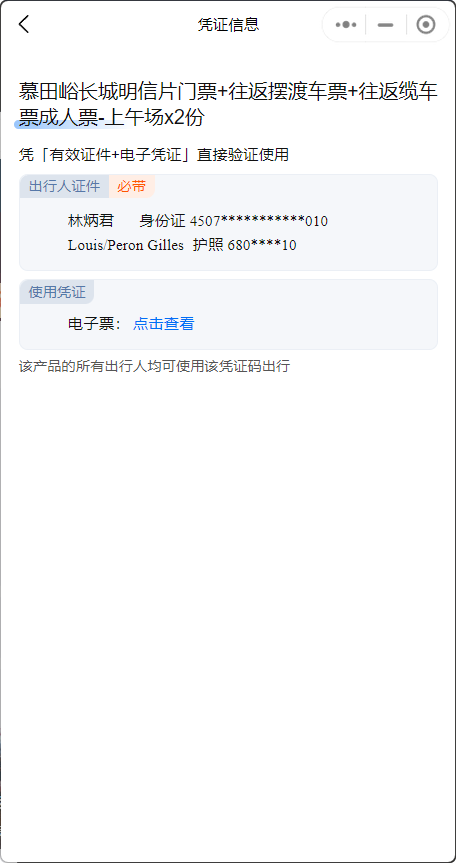 凭证信息
慕田峪长城明信片门票+往返摆渡车票+往返缆车
票成人票-上午场x2份
凭「有效证件+电子凭证」直接验证使用
出行人证件 必带
林炳君 身份证 4507***********010
Louis/Peron Gilles 护照 680****10
使用凭证
电子票： 点击查看
该产品的所有出行人均可使用该凭证码出行